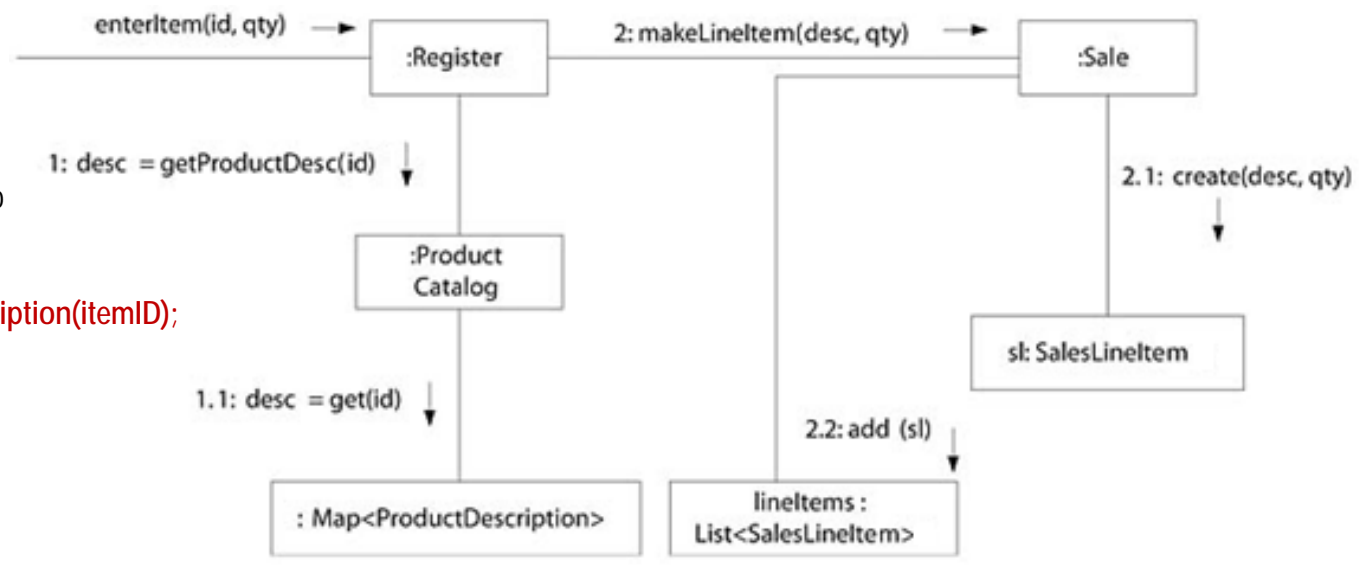 enterItem(id, qty)
:Register
2: makeLineItem(desc, qty)
:Sale
1: desc = getProductDesc(id)
2.1: create(desc, qty)
:Product
Catalog
iption(itemID);
sl: SalesLineItem
1.1: desc = get(id)
2.2: add (sl)
: Map<ProductDescription>
lineItems :
List<SalesLineItem>